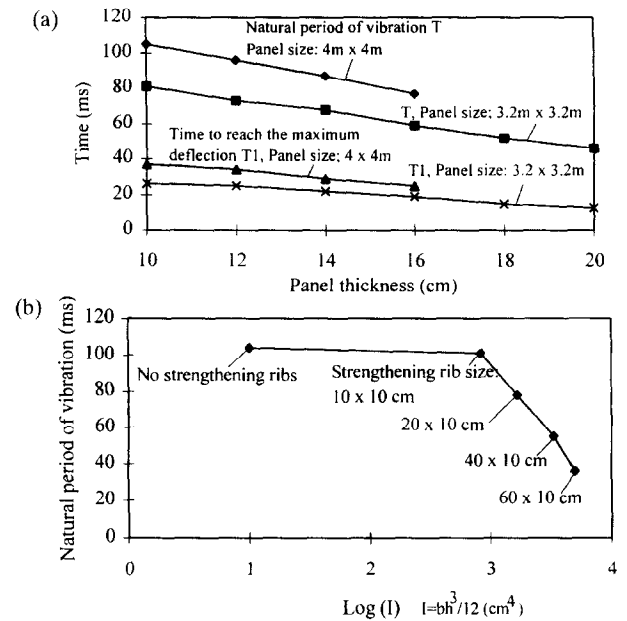 (a)
120
100
80
60
40
20
0
Time (ms)
Natural period of vibration T
Panel size: 4m x 4m
T, Panel size; 3.2m x 3.2m
Time to reach the maximum
deflection T1, Panel size; 4 x 4m
T1, Panel size: 3.2 x 3.2m
10 12 14 16 18 20
Panel thickness (cm)
(b)
120
100
80
60
40
20
0
Natural period of vibration (ms)
No strengthening ribs
Strengthening rib size:
10 x 10 cm
20 x 10 cm
40 x 10 cm
60 x 10 cm
0 1 2 3 4
Log (I) I=bh³/12 (cm⁴)